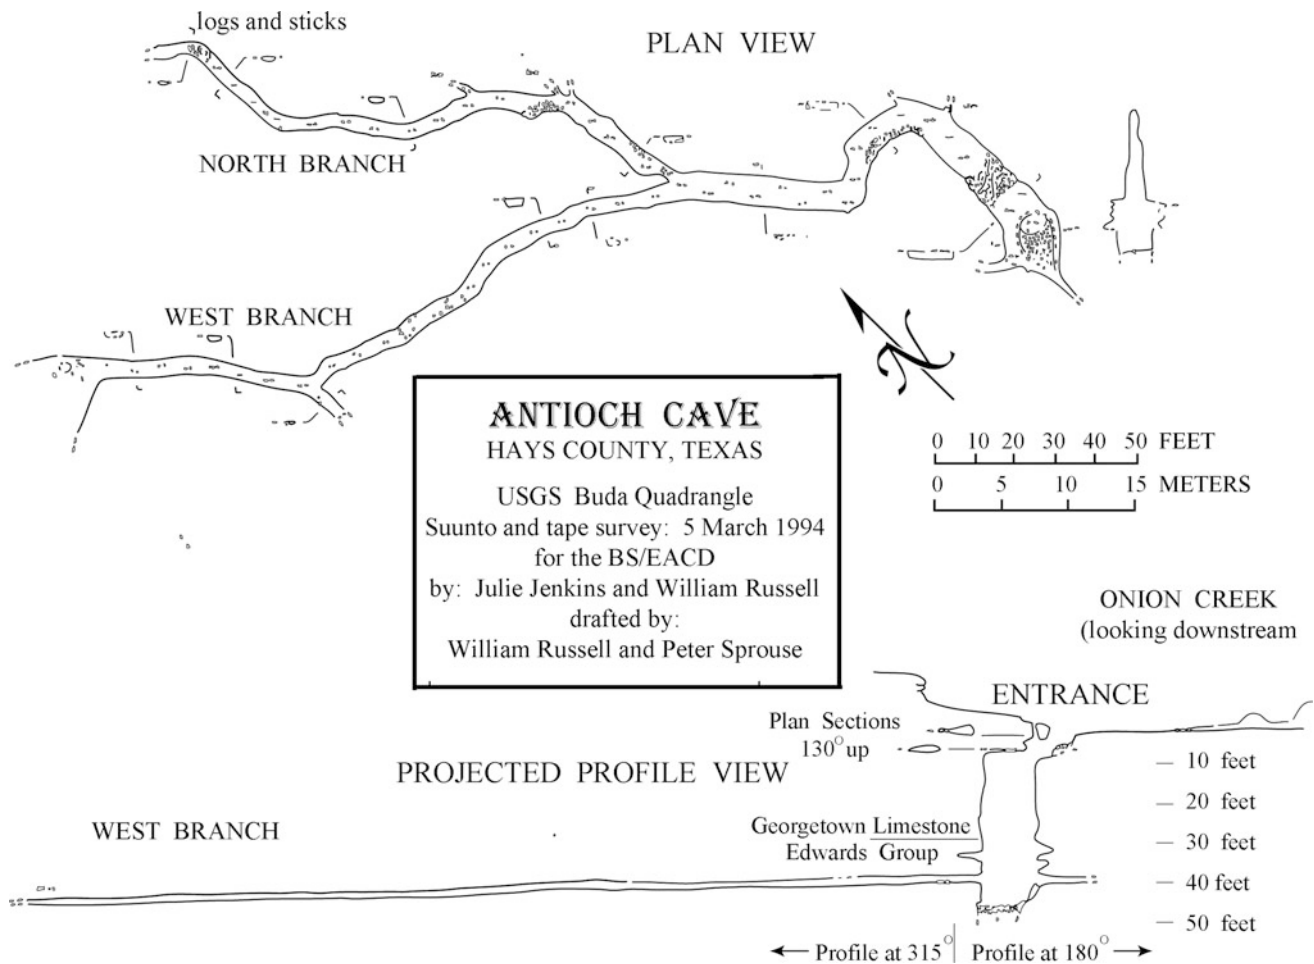 logs and sticks
PLAN VIEW
NORTH BRANCH
WEST BRANCH
N
ANTIOCH CAVE
HAYS COUNTY, TEXAS
USGS Buda Quadrangle
Suunto and tape survey: 5 March 1994
for the BS/EACD
by: Julie Jenkins and William Russell
drafted by:
William Russell and Peter Sprouse
0 10 20 30 40 50 FEET
0 5 10 15 METERS
ONION CREEK
(looking downstream
ENTRANCE
Plan Sections
130° up
PROJECTED PROFILE VIEW
10 feet
20 feet
30 feet
40 feet
50 feet
WEST BRANCH
Georgetown Limestone
Edwards Group
Profile at 315° Profile at 180°